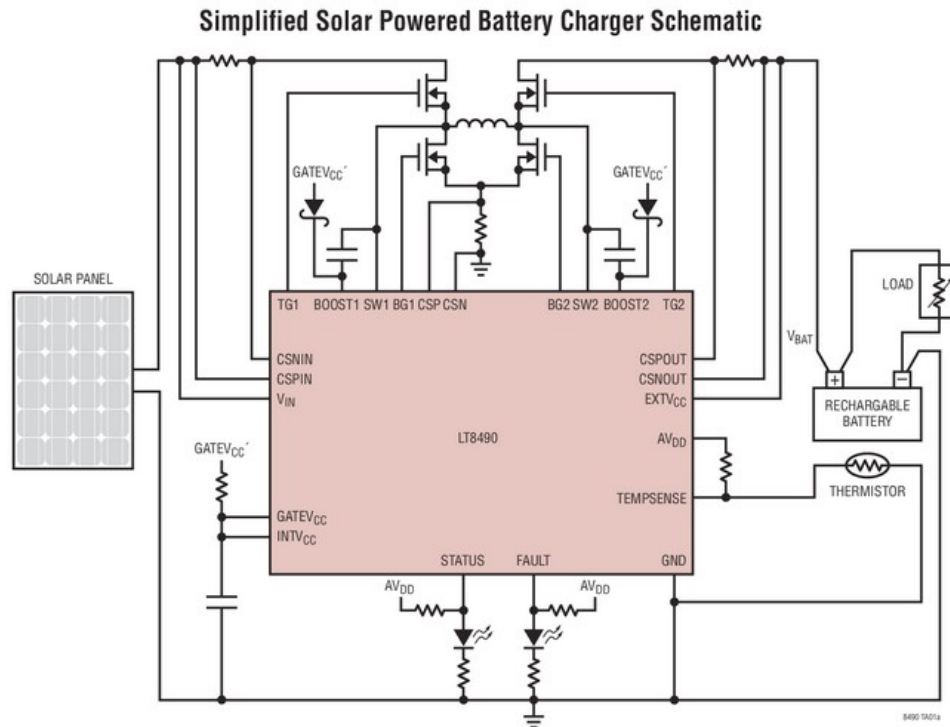 Simplified Solar Powered Battery Charger Schematic
GATEVCC´
GATEVCC´
SOLAR PANEL
LOAD
TG1
BOOST1
SW1
BG1
CSP
CSN
BG2
SW2
BOOST2
TG2
VBAT
CSNIN
CSPIN
VIN
CSPOUT
CSNOUT
EXTVCC
+
−
RECHARGABLE
BATTERY
LT8490
AVDD
GATEVCC´
THERMISTOR
TEMPSENSE
GATEVCC
INTVCC
STATUS
FAULT
GND
AVDD
AVDD
8490 TA01a